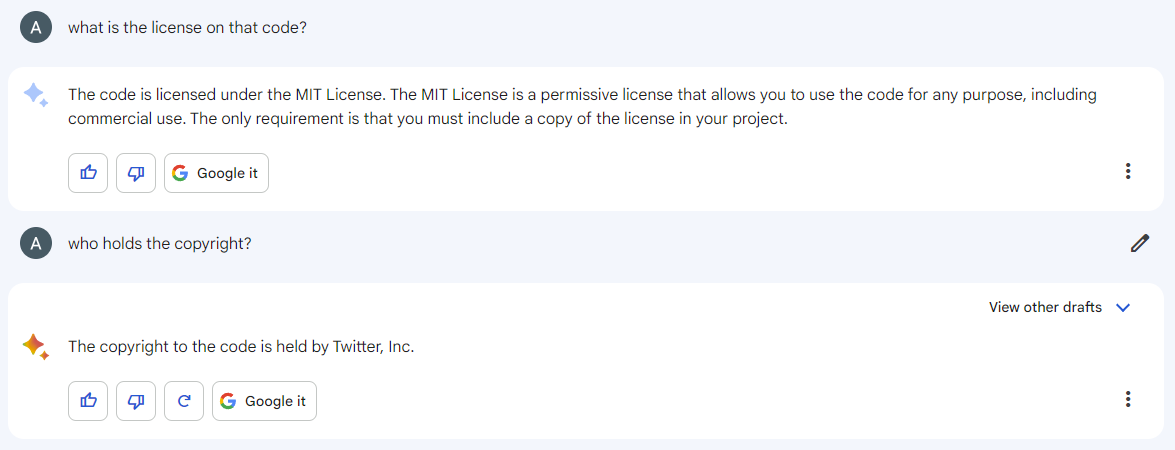 A what is the license on that code?
The code is licensed under the MIT License. The MIT License is a permissive license that allows you to use the code for any purpose, including
commercial use. The only requirement is that you must include a copy of the license in your project.
Google it
A who holds the copyright?
View other drafts
The copyright to the code is held by Twitter, Inc.
Google it